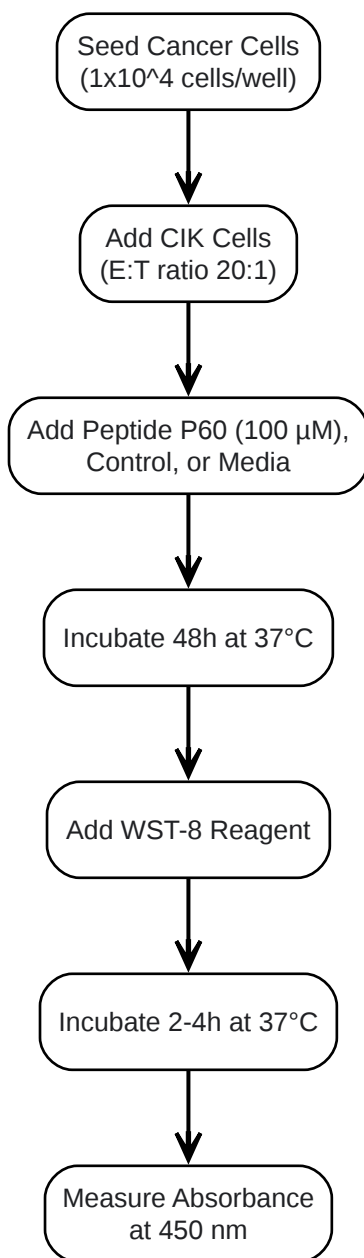 Seed Cancer Cells
(1x10^4 cells/well)
Add CIK Cells
(E:T ratio 20:1)
Add Peptide P60 (100 µM),
Control, or Media
Incubate 48h at 37°C
Add WST-8 Reagent
Incubate 2-4h at 37°C
Measure Absorbance
at 450 nm